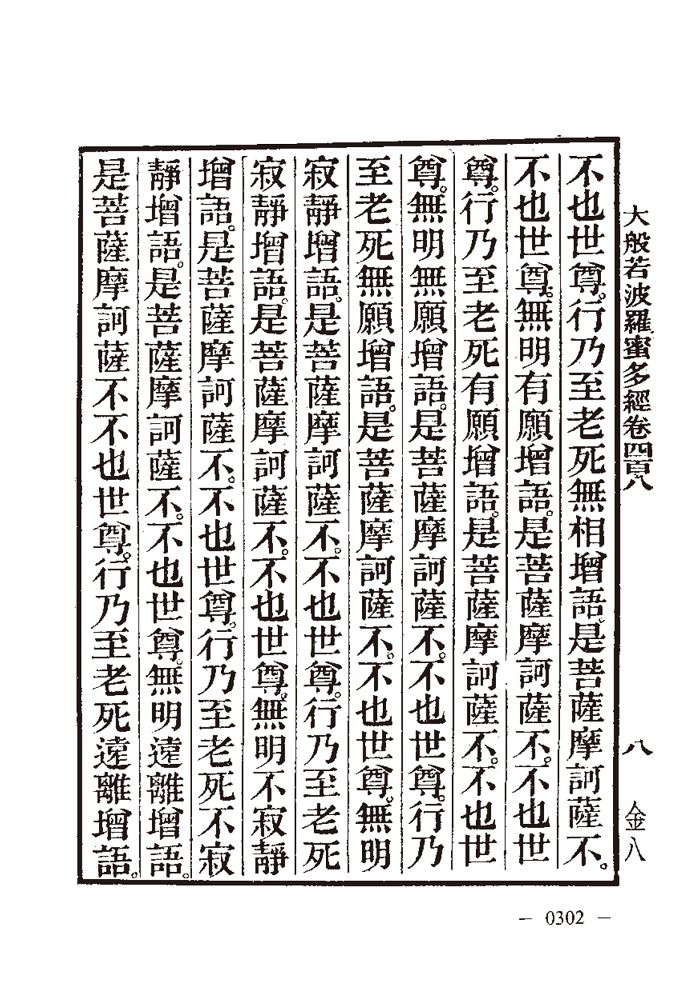 大般若波羅蜜多經卷四百八 八 金八
不也世尊。行乃至老死無相增語。是菩薩摩訶薩不。
不也世尊。無明有願增語。是菩薩摩訶薩不。不也世
尊。行乃至老死有願增語。是菩薩摩訶薩不。不也世
尊。無明無願增語。是菩薩摩訶薩不。不也世尊。行乃
至老死無願增語。是菩薩摩訶薩不。不也世尊。無明
寂靜增語。是菩薩摩訶薩不。不也世尊。行乃至老死
寂靜增語。是菩薩摩訶薩不。不也世尊。無明不寂靜
增語。是菩薩摩訶薩不。不也世尊。行乃至老死不寂
靜增語。是菩薩摩訶薩不。不也世尊。無明遠離增語。
是菩薩摩訶薩不不也世尊。行乃至老死遠離增語。
— 0302 —